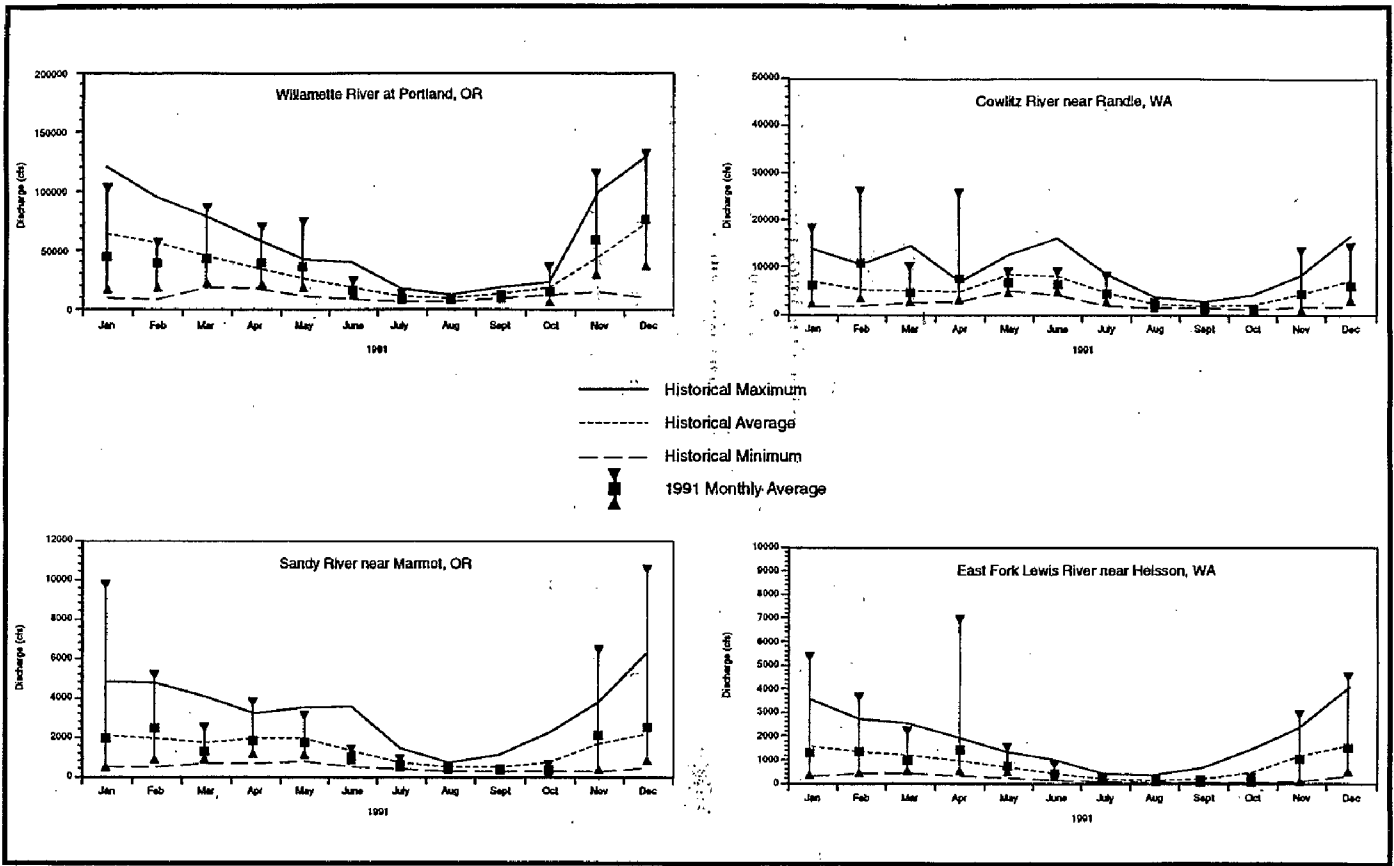 Willamette River at Portland, OR
200000
150000
100000
50000
0
Discharge (cfs)
Jan Feb Mar Apr May June July Aug Sept Oct Nov Dec
1991
Cowlitz River near Randle, WA
50000
40000
30000
20000
10000
0
Discharge (cfs)
Jan Feb Mar Apr May June July Aug Sept Oct Nov Dec
1991
Historical Maximum
Historical Average
Historical Minimum
1991 Monthly Average
Sandy River near Marmot, OR
12000
10000
8000
6000
4000
2000
0
Discharge (cfs)
Jan Feb Mar Apr May June July Aug Sept Oct Nov Dec
1991
East Fork Lewis River near Heisson, WA
10000
9000
8000
7000
6000
5000
4000
3000
2000
1000
0
Discharge (cfs)
Jan Feb Mar Apr May June July Aug Sept Oct Nov Dec
1991